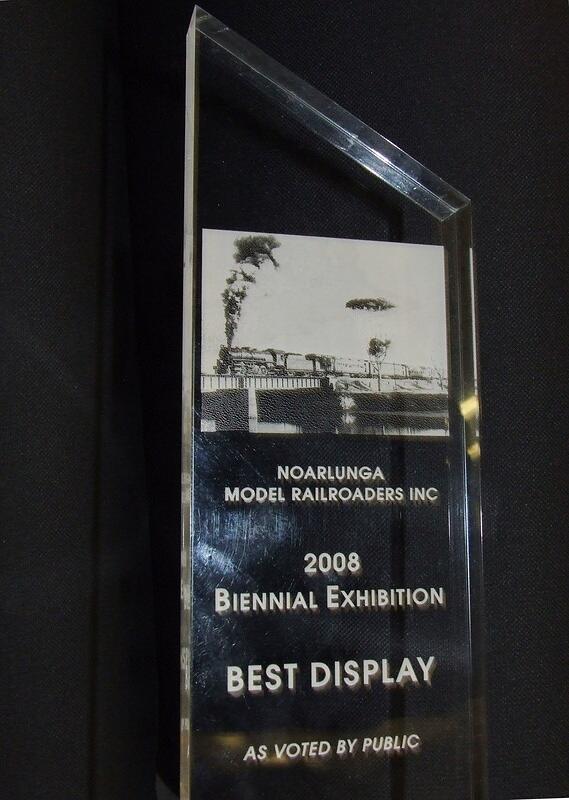 NOARLUNGA
MODEL RAILROADERS INC
2008
BIENNIAL EXHIBITION
BEST DISPLAY
AS VOTED BY PUBLIC